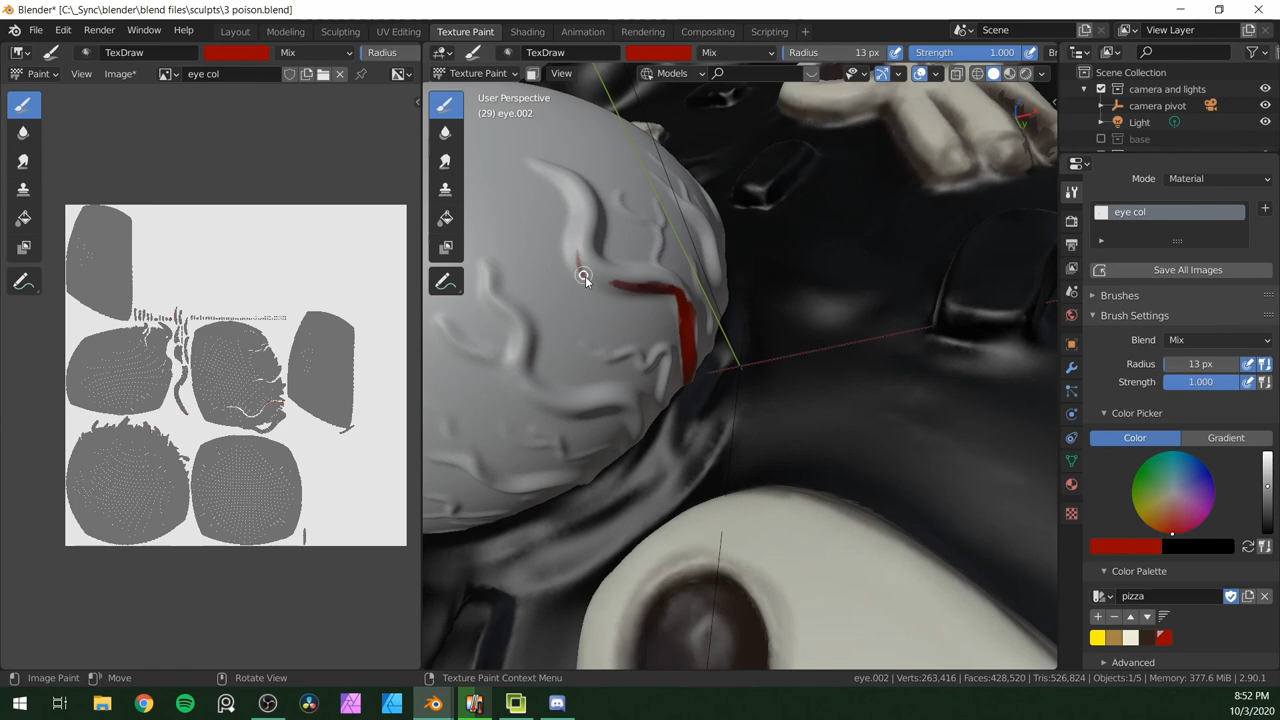 Blender* [C:\_Sync\blender\blend files\sculpts\3 poison.blend]
File Edit Render Window Help Layout Modeling Sculpting UV Editing Texture Paint Shading Animation Rendering Compositing Scripting + Scene View Layer
TexDraw Mix Radius TexDraw Mix Radius 13 px Strength 1.000 Br
Paint View Image* eye col Texture Paint View Models
User Perspective
(29) eye.002
Scene Collection
camera and lights
camera pivot
Light
base
Mode Material
eye col
Save All Images
Brushes
Brush Settings
Blend Mix
Radius 13 px
Strength 1.000
Color Picker
Color Gradient
Color Palette
pizza
Advanced
Image Paint Move Rotate View Texture Paint Context Menu eye.002 | Verts:263,416 | Faces:428,520 | Tris:526,824 | Objects:1/5 | Memory: 377.6 MiB | 2.90.1
8:52 PM
10/3/2020